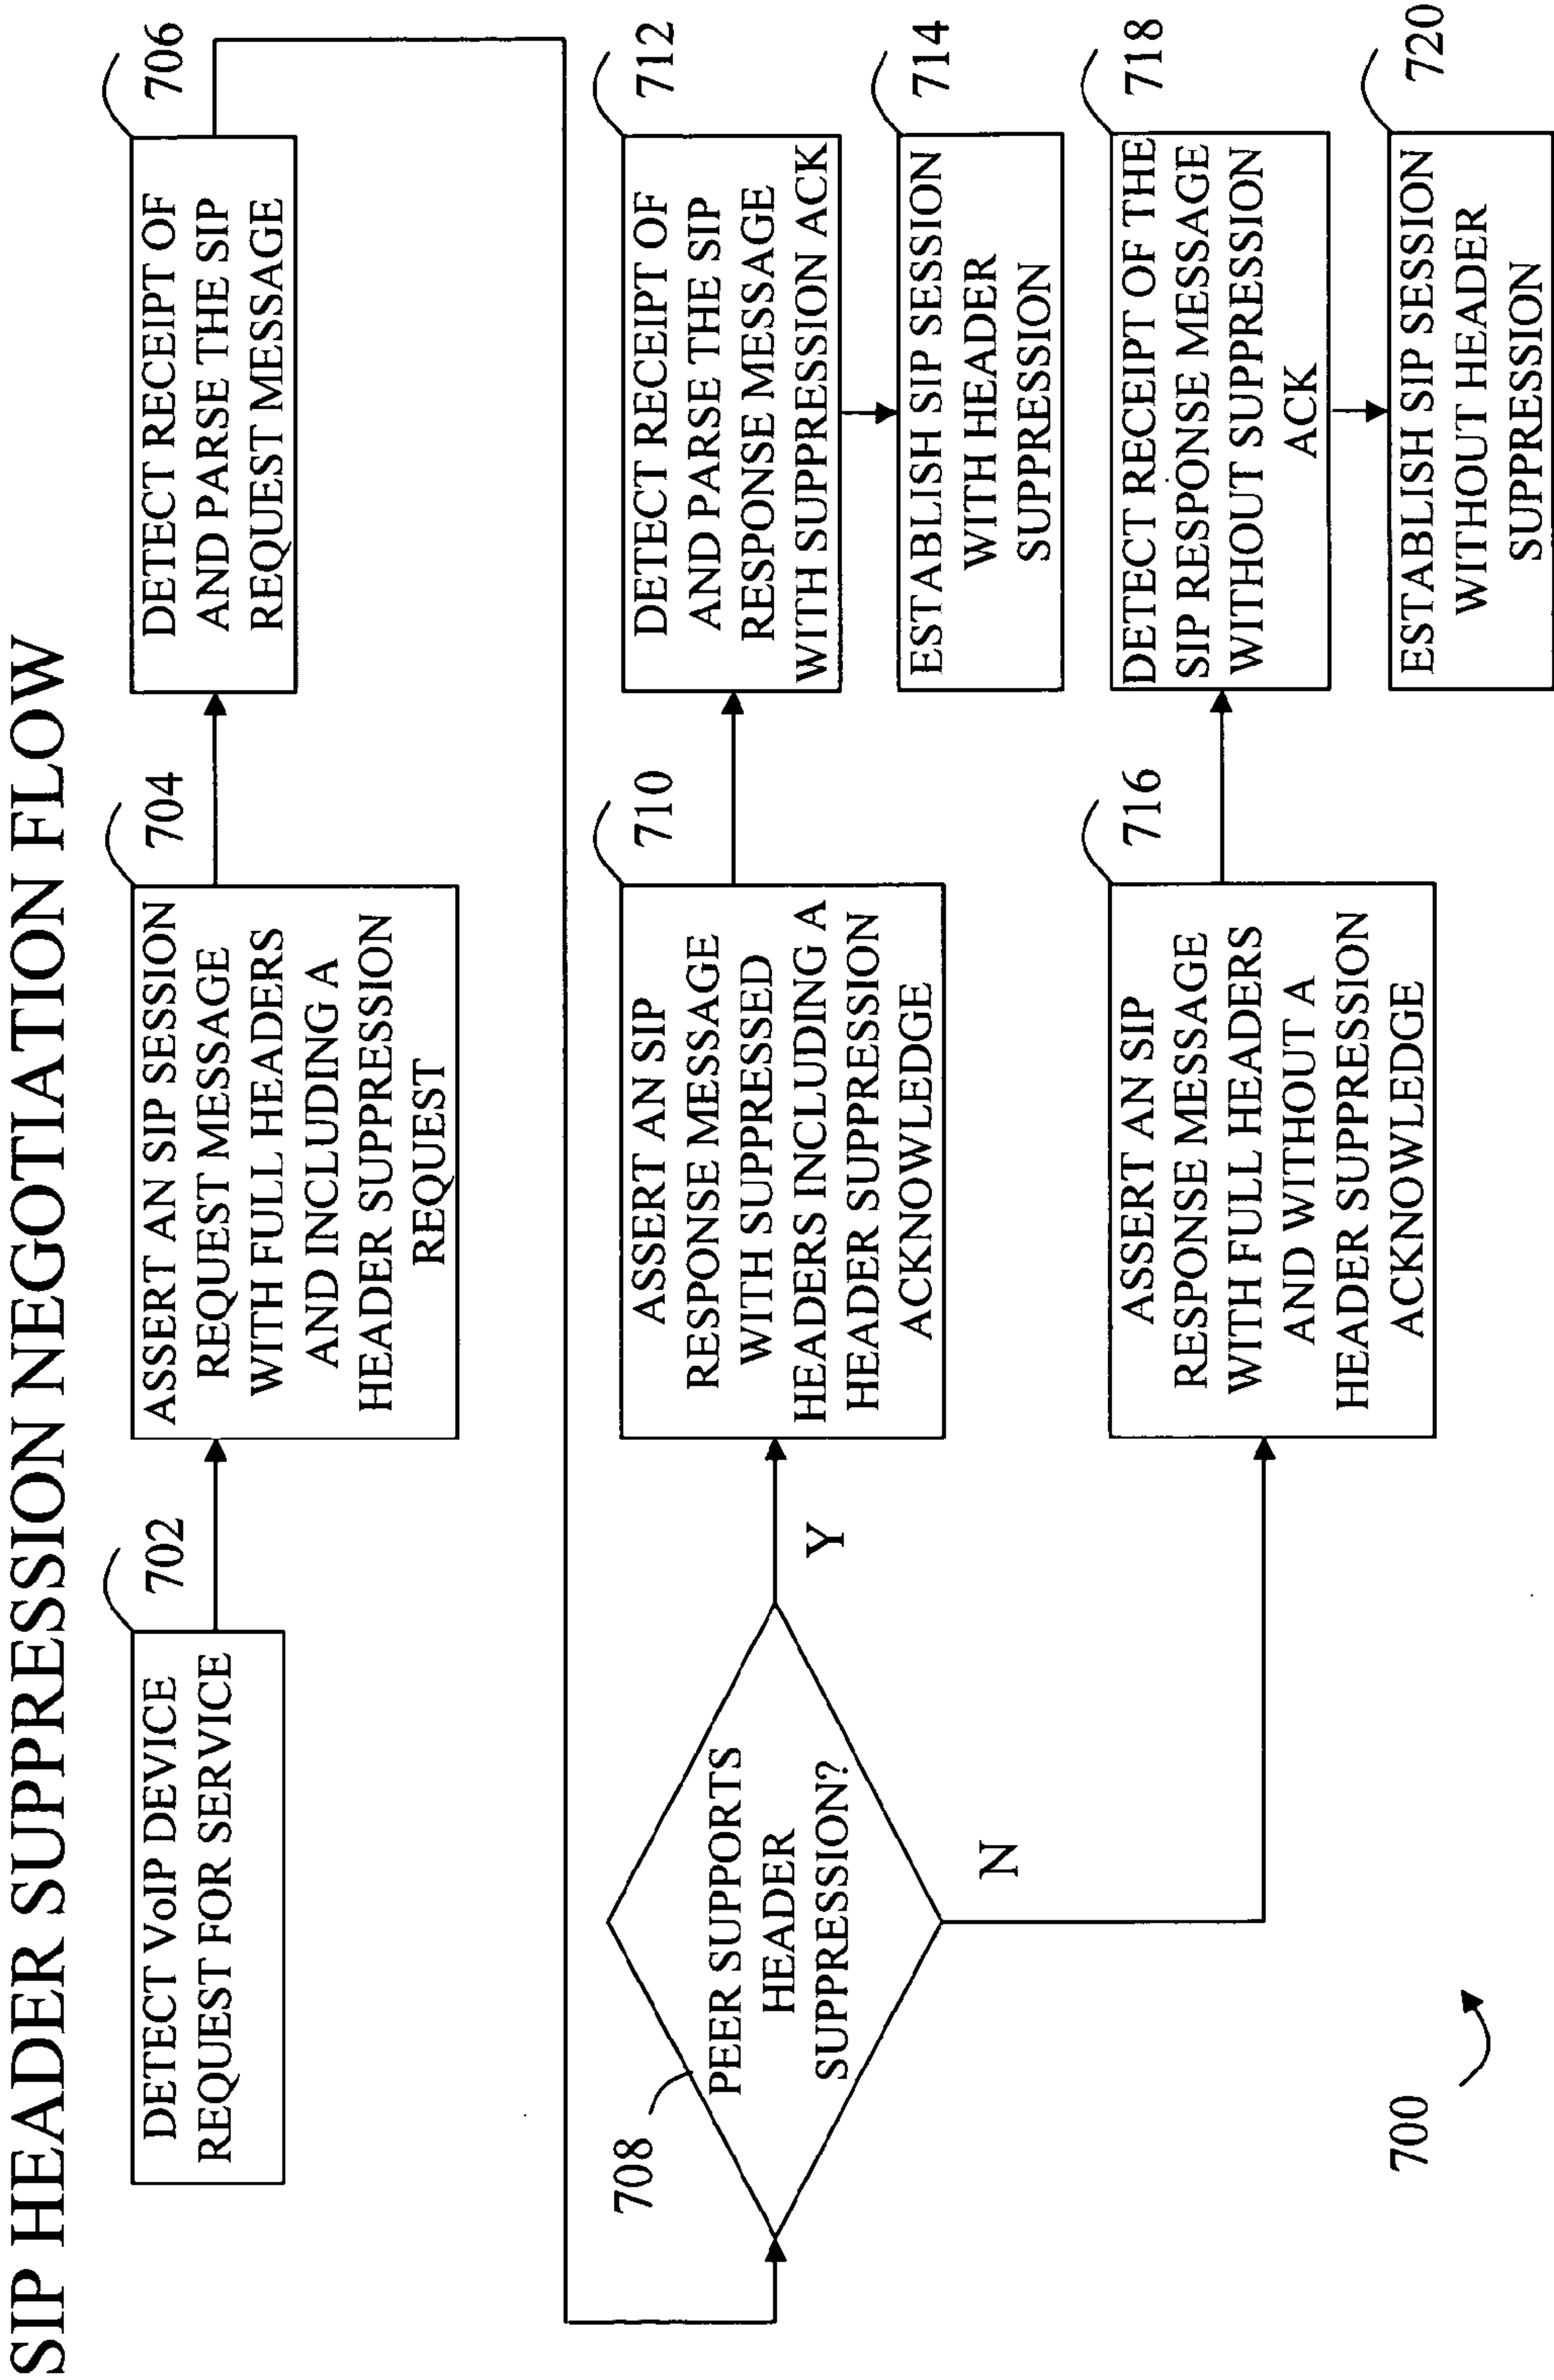 SIP HEADER SUPPRESSION NEGOTIATION FLOW
702
DETECT VoIP DEVICE
REQUEST FOR SERVICE
704
ASSERT AN SIP SESSION
REQUEST MESSAGE
WITH FULL HEADERS
AND INCLUDING A
HEADER SUPPRESSION
REQUEST
706
DETECT RECEIPT OF
AND PARSE THE SIP
REQUEST MESSAGE
708
PEER SUPPORTS
HEADER
SUPPRESSION?
Y
N
710
ASSERT AN SIP
RESPONSE MESSAGE
WITH SUPPRESSED
HEADERS INCLUDING A
HEADER SUPPRESSION
ACKNOWLEDGE
712
DETECT RECEIPT OF
AND PARSE THE SIP
RESPONSE MESSAGE
WITH SUPPRESSION ACK
714
ESTABLISH SIP SESSION
WITH HEADER
SUPPRESSION
716
ASSERT AN SIP
RESPONSE MESSAGE
WITH FULL HEADERS
AND WITHOUT A
HEADER SUPPRESSION
ACKNOWLEDGE
718
DETECT RECEIPT OF THE
SIP RESPONSE MESSAGE
WITHOUT SUPPRESSION
ACK
720
ESTABLISH SIP SESSION
WITHOUT HEADER
SUPPRESSION
700